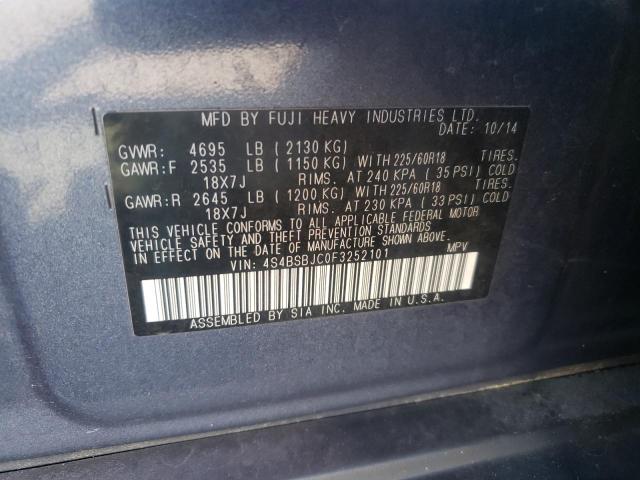 MFD BY FUJI HEAVY INDUSTRIES LTD.
DATE: 10/14
GVWR: 4695 LB (2130 KG)
GAWR:F 2535 LB (1150 KG) WITH 225/60R18 TIRES.
18X7J RIMS. AT 240 KPA (35 PSI) COLD
GAWR:R 2645 LB (1200 KG) WITH 225/60R18 TIRES.
18X7J RIMS. AT 230 KPA (33 PSI) COLD
THIS VEHICLE CONFORMS TO ALL APPLICABLE FEDERAL MOTOR
VEHICLE SAFETY AND THEFT PREVENTION STANDARDS
IN EFFECT ON THE DATE OF MANUFACTURE SHOWN ABOVE.
VIN: 4S4BSBJC0F3252101 MPV
ASSEMBLED BY SIA INC. MADE IN U.S.A.